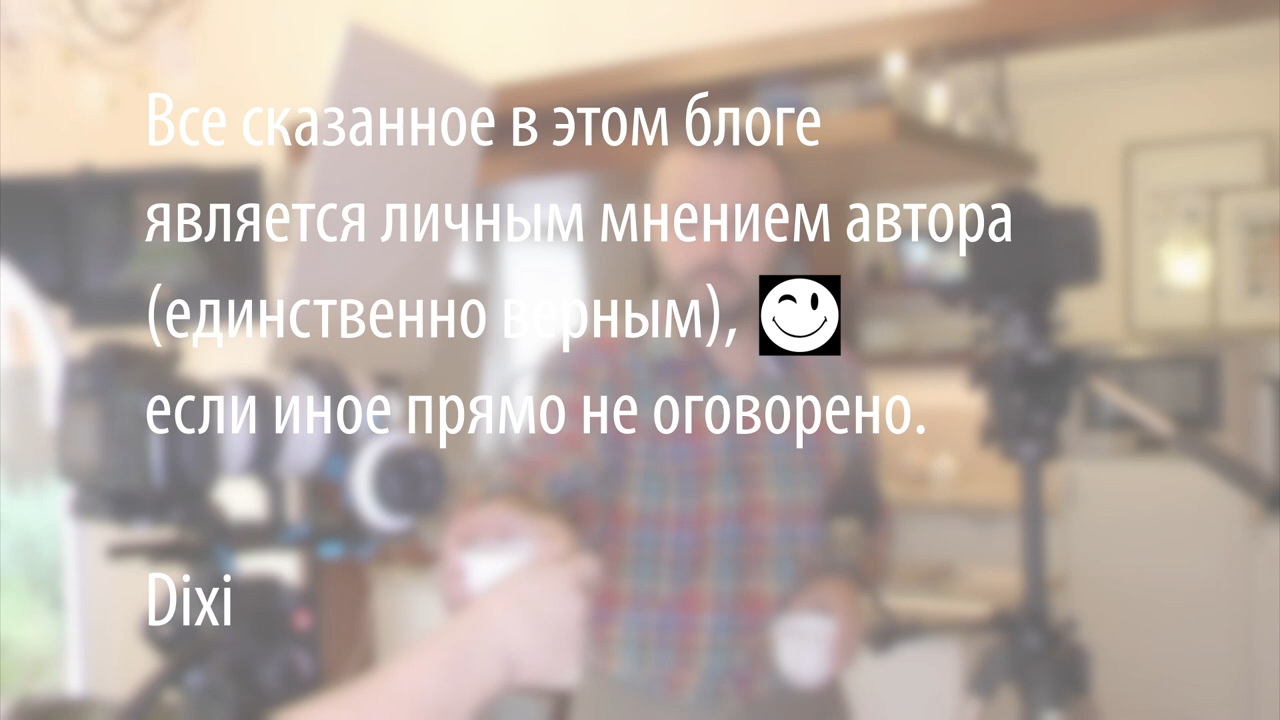 Все сказанное в этом блоге
является личным мнением автора
(единственно верным),
если иное прямо не оговорено.
Dixi